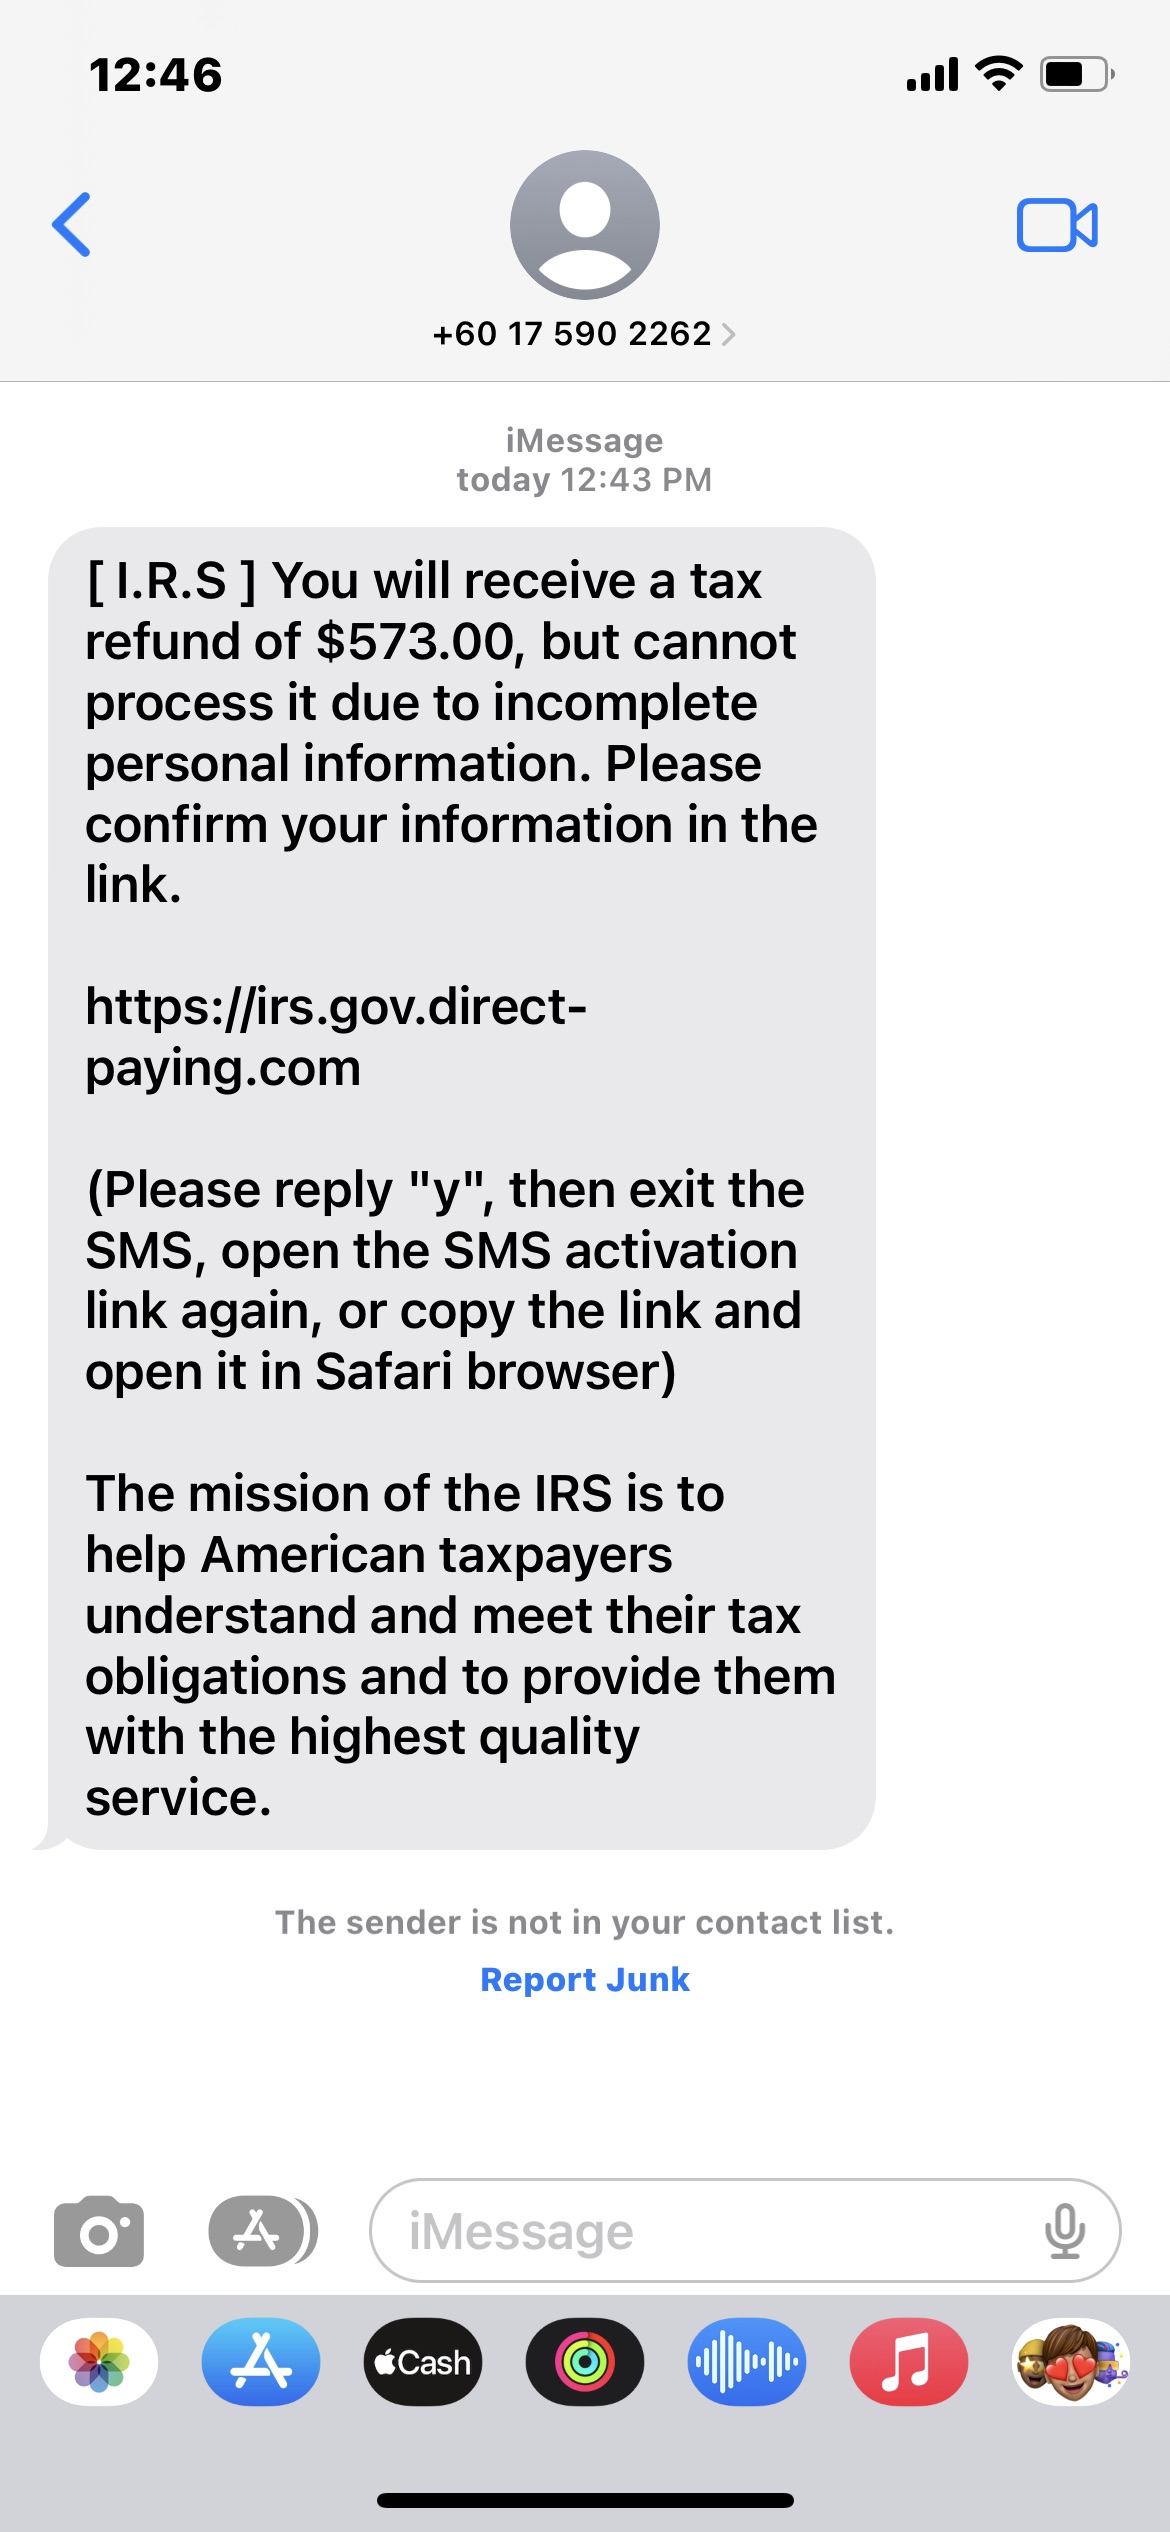 12:46
+60 17 590 2262
iMessage
today 12:43 PM
[ I.R.S ] You will receive a tax
refund of $573.00, but cannot
process it due to incomplete
personal information. Please
confirm your information in the
link.
https://irs.gov.direct-
paying.com
(Please reply "y", then exit the
SMS, open the SMS activation
link again, or copy the link and
open it in Safari browser)
The mission of the IRS is to
help American taxpayers
understand and meet their tax
obligations and to provide them
with the highest quality
service.
The sender is not in your contact list.
Report Junk
iMessage
Cash